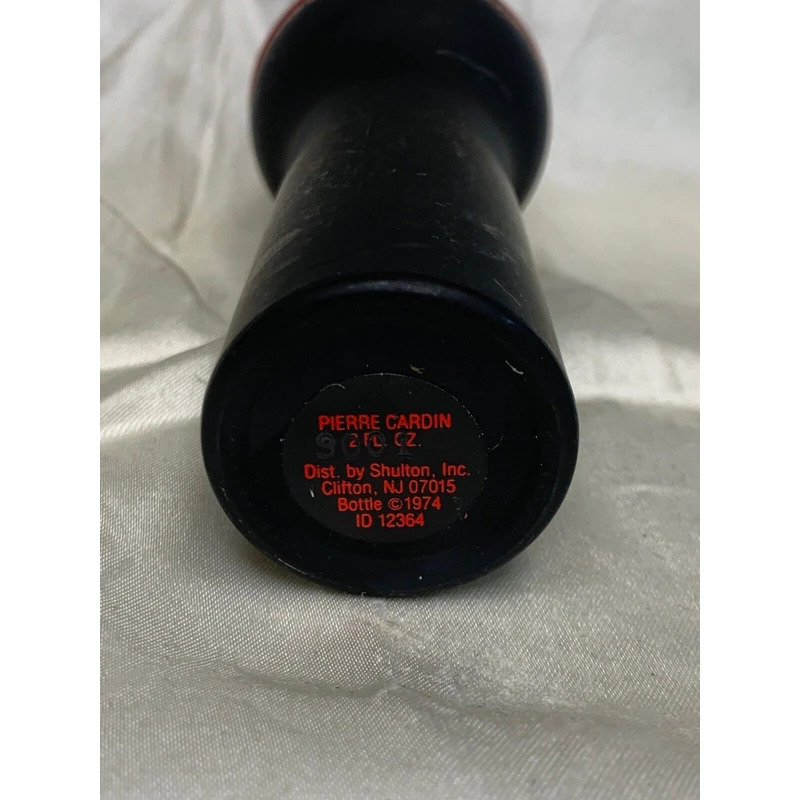 PIERRE CARDIN
2 FL. OZ.
Dist. by Shulton, Inc.
Clifton, NJ 07015
Bottle ©1974
ID 12364